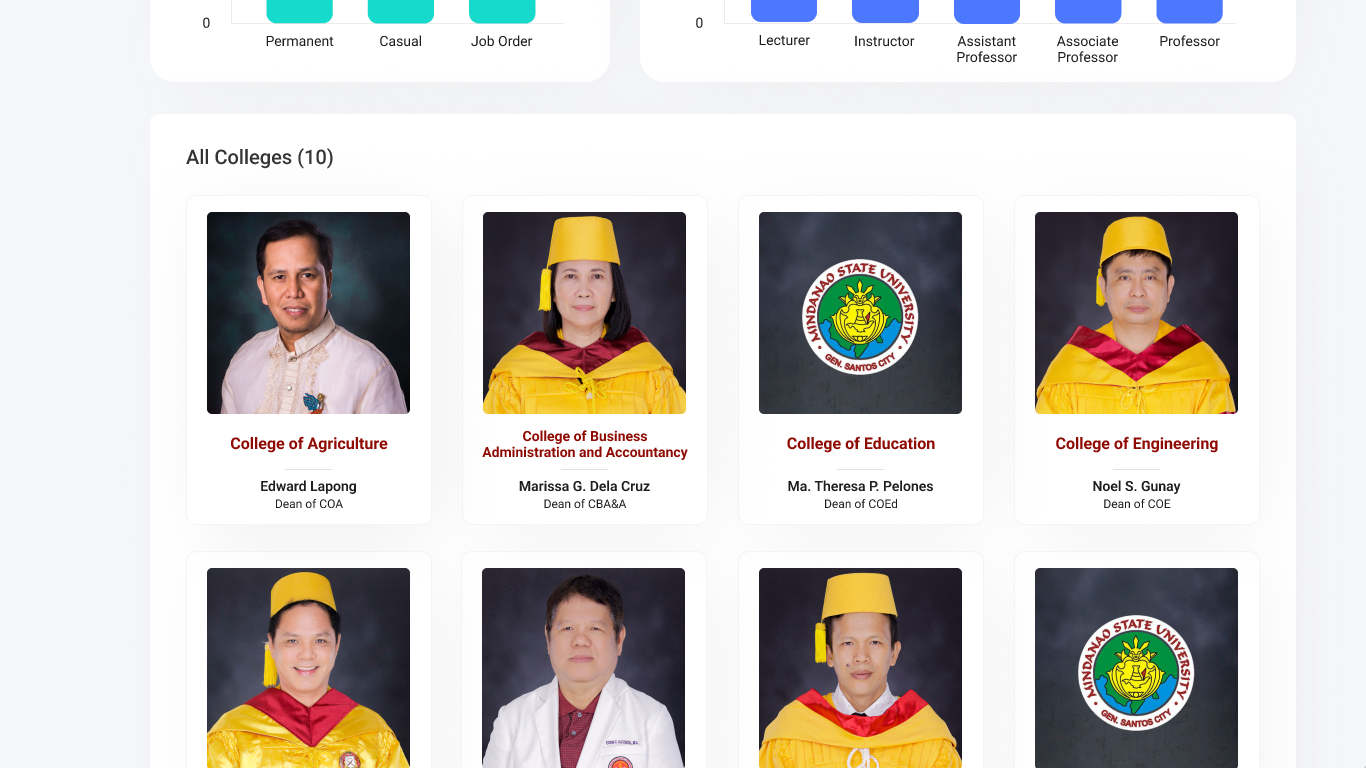 0
Permanent
Casual
Job Order
0
Lecturer
Instructor
Assistant
Professor
Associate
Professor
Professor
All Colleges (10)
MINDANAO STATE UNIVERSITY
GEN. SANTOS CITY
College of Agriculture
Edward Lapong
Dean of COA
College of Business
Administration and Accountancy
Marissa G. Dela Cruz
Dean of CBA&A
College of Education
Ma. Theresa P. Pelones
Dean of COEd
College of Engineering
Noel S. Gunay
Dean of COE
MINDANAO STATE UNIVERSITY
GEN. SANTOS CITY